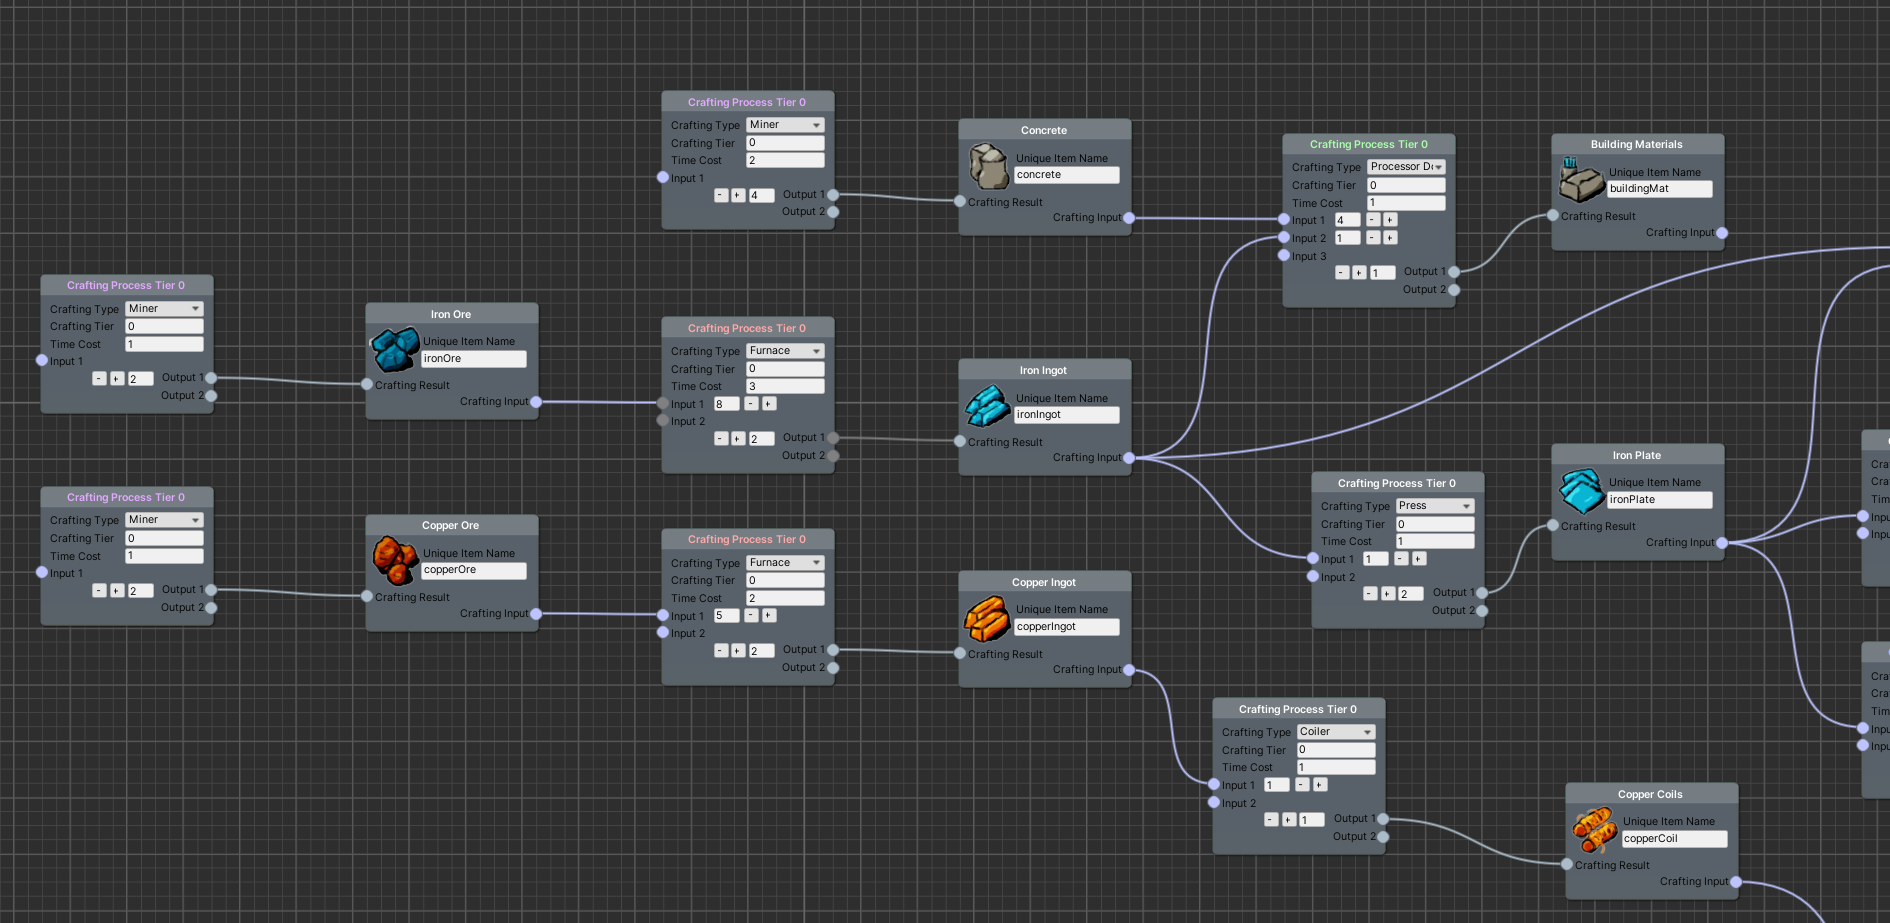 Crafting Process Tier 0
Crafting Type Miner
Crafting Tier 0
Time Cost 2
Input 1
- + 4 Output 1
Output 2
Concrete
Unique Item Name
concrete
Crafting Result
Crafting Input
Crafting Process Tier 0
Crafting Type Processor D
Crafting Tier 0
Time Cost 1
Input 1 4 - +
Input 2 1 - +
Input 3
- + 1 Output 1
Output 2
Building Materials
Unique Item Name
buildingMat
Crafting Result
Crafting Input
Crafting Process Tier 0
Crafting Type Miner
Crafting Tier 0
Time Cost 1
Input 1
- + 2 Output 1
Output 2
Iron Ore
Unique Item Name
ironOre
Crafting Result
Crafting Input
Crafting Process Tier 0
Crafting Type Furnace
Crafting Tier 0
Time Cost 3
Input 1 8 - +
Input 2
- + 2 Output 1
Output 2
Iron Ingot
Unique Item Name
ironIngot
Crafting Result
Crafting Input
Crafting Process Tier 0
Crafting Type Press
Crafting Tier 0
Time Cost 1
Input 1 1 - +
Input 2
- + 2 Output 1
Output 2
Iron Plate
Unique Item Name
ironPlate
Crafting Result
Crafting Input
Cra
Cra
Tim
Inpu
Inpu
Crafting Process Tier 0
Crafting Type Miner
Crafting Tier 0
Time Cost 1
Input 1
- + 2 Output 1
Output 2
Copper Ore
Unique Item Name
copperOre
Crafting Result
Crafting Input
Crafting Process Tier 0
Crafting Type Furnace
Crafting Tier 0
Time Cost 2
Input 1 5 - +
Input 2
- + 2 Output 1
Output 2
Copper Ingot
Unique Item Name
copperIngot
Crafting Result
Crafting Input
Crafting Process Tier 0
Crafting Type Coiler
Crafting Tier 0
Time Cost 1
Input 1 1 - +
Input 2
- + 1 Output 1
Output 2
Copper Coils
Unique Item Name
copperCoil
Crafting Result
Crafting Input
Cra
Cra
Tim
Inpu
Inpu